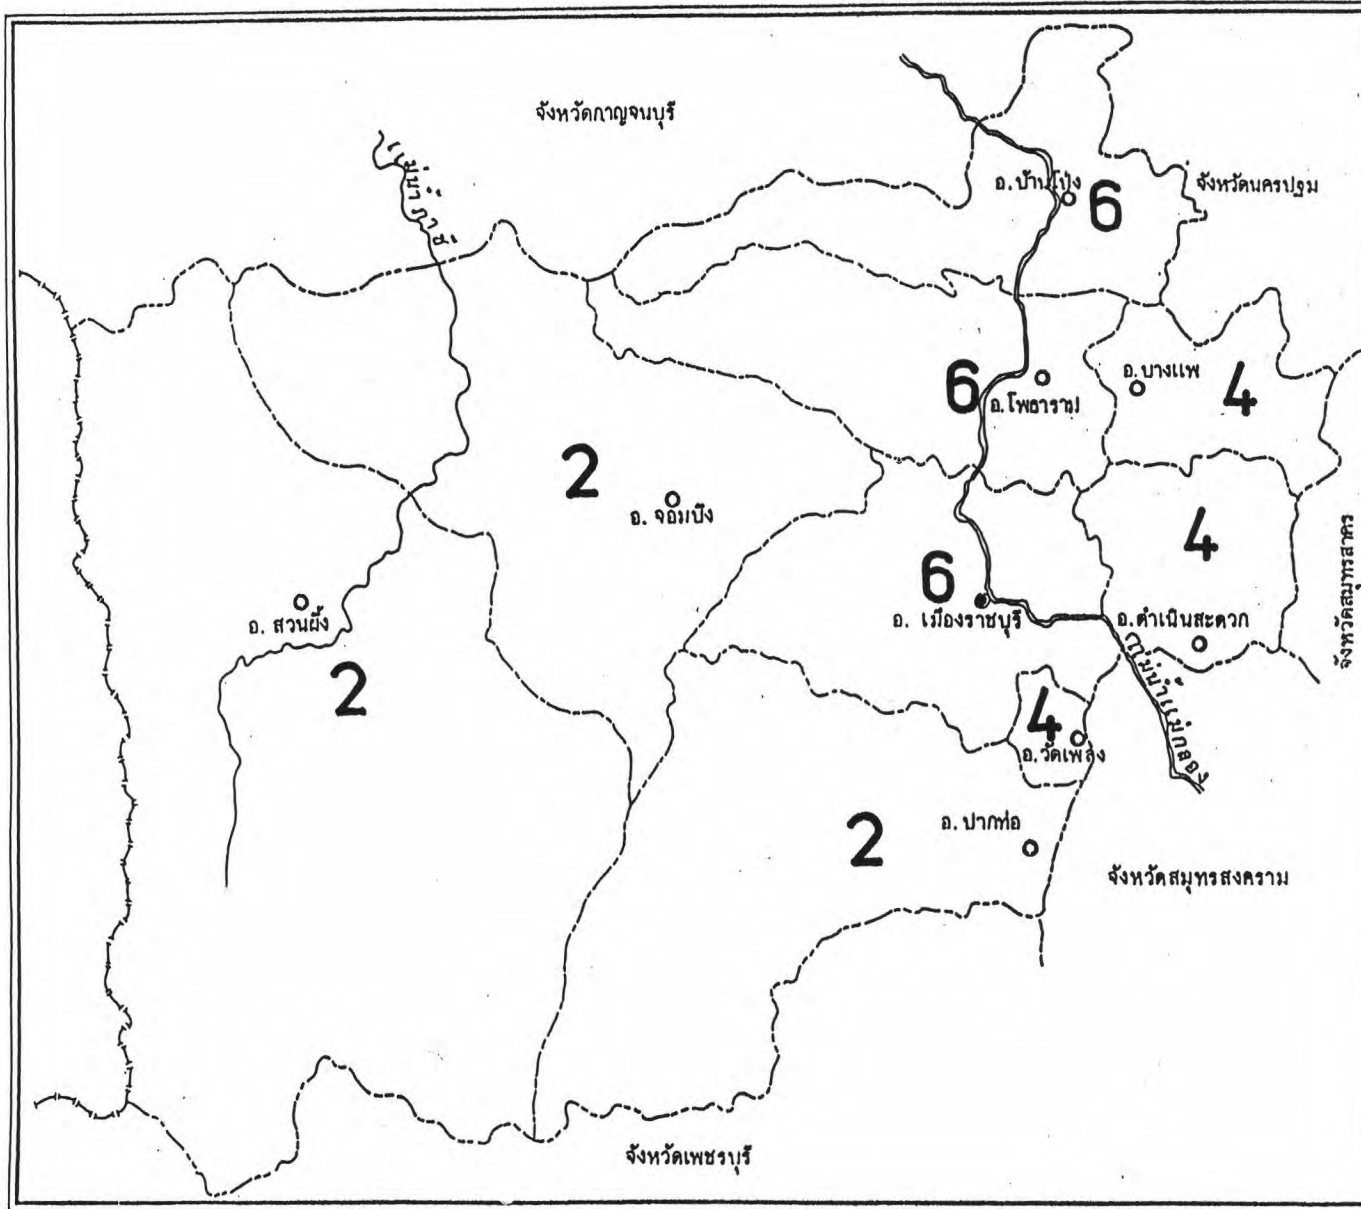 จังหวัดกาญจนบุรี
แม่น้ำภาชี
อ. บ้านโป่ง
6
จังหวัดนครปฐม
6
อ. โพธาราม
อ. บางแพ
4
2
อ. จอมบึง
4
6
อ. เมืองราชบุรี
อ. ดำเนินสะดวก
จังหวัดสมุทรสาคร
อ. สวนผึ้ง
2
แม่น้ำแม่กลอง
4
อ. วัดเพลง
2
อ. ปากท่อ
จังหวัดสมุทรสงคราม
จังหวัดเพชรบุรี